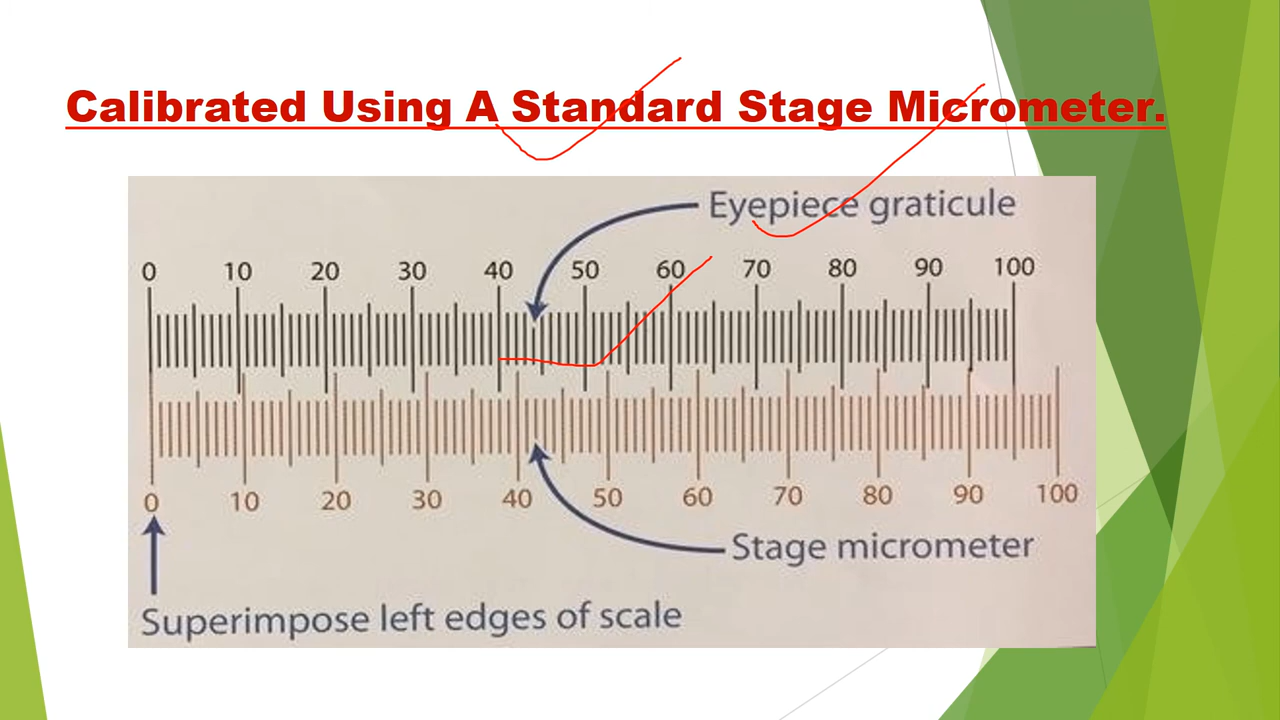 Calibrated Using A Standard Stage Micrometer.
Eyepiece graticule
0 10 20 30 40 50 60 70 80 90 100
0 10 20 30 40 50 60 70 80 90 100
Stage micrometer
Superimpose left edges of scale